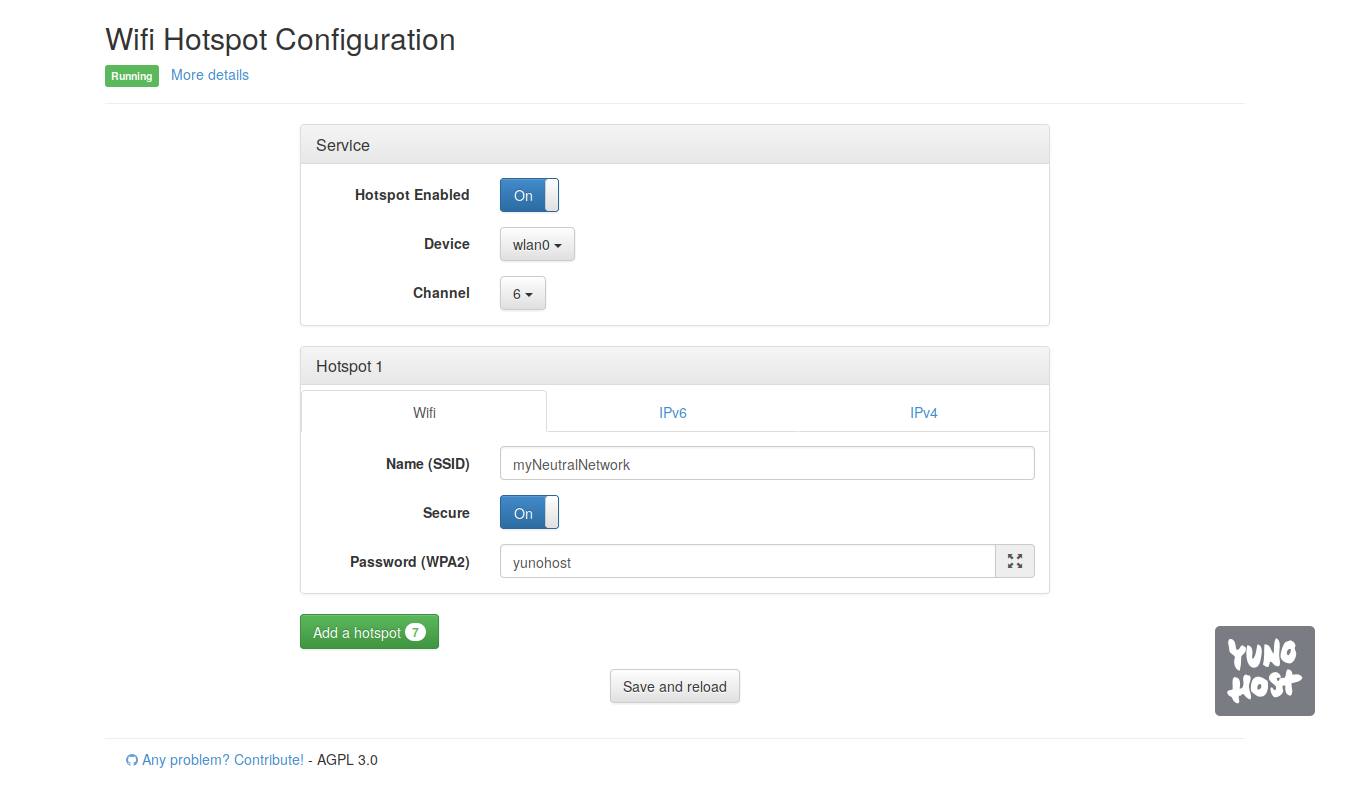 Wifi Hotspot Configuration
Running More details
Service
Hotspot Enabled On
Device wlan0
Channel 6
Hotspot 1
Wifi IPv6 IPv4
Name (SSID) myNeutralNetwork
Secure On
Password (WPA2) yunohost
Add a hotspot 7
Save and reload
YUNO
HOST
Any problem? Contribute! - AGPL 3.0